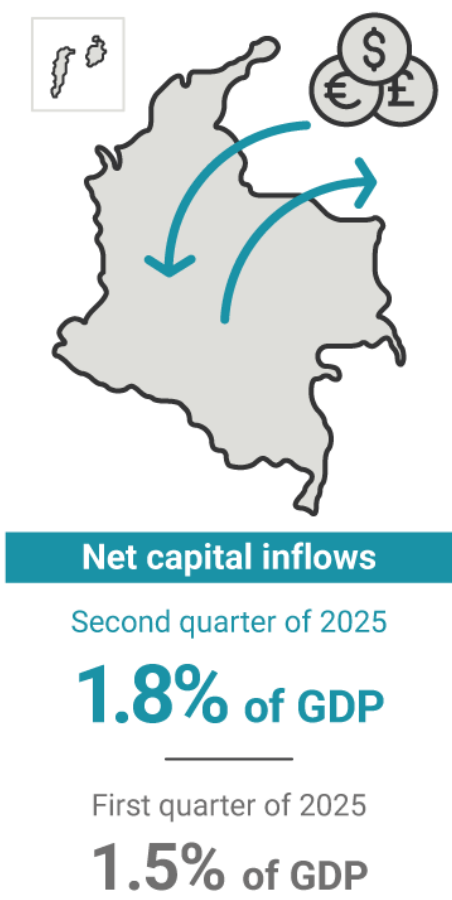 $
€ £
Net capital inflows
Second quarter of 2025
1.8% of GDP
First quarter of 2025
1.5% of GDP